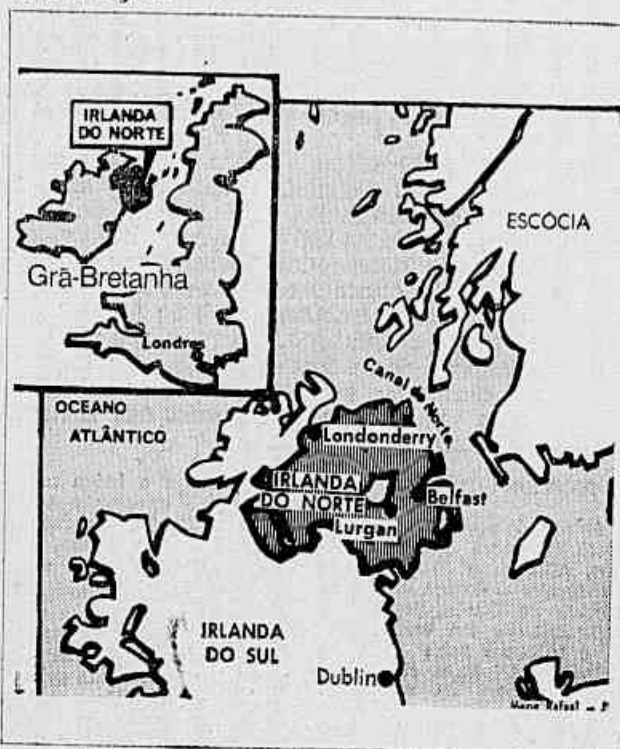 IRLANDA
DO NORTE
Grã-Bretanha
Londres
ESCÓCIA
Canal do Norte
OCEANO
ATLÂNTICO
Londonderry
IRLANDA
DO NORTE
Belfast
Lurgan
IRLANDA
DO SUL
Dublin